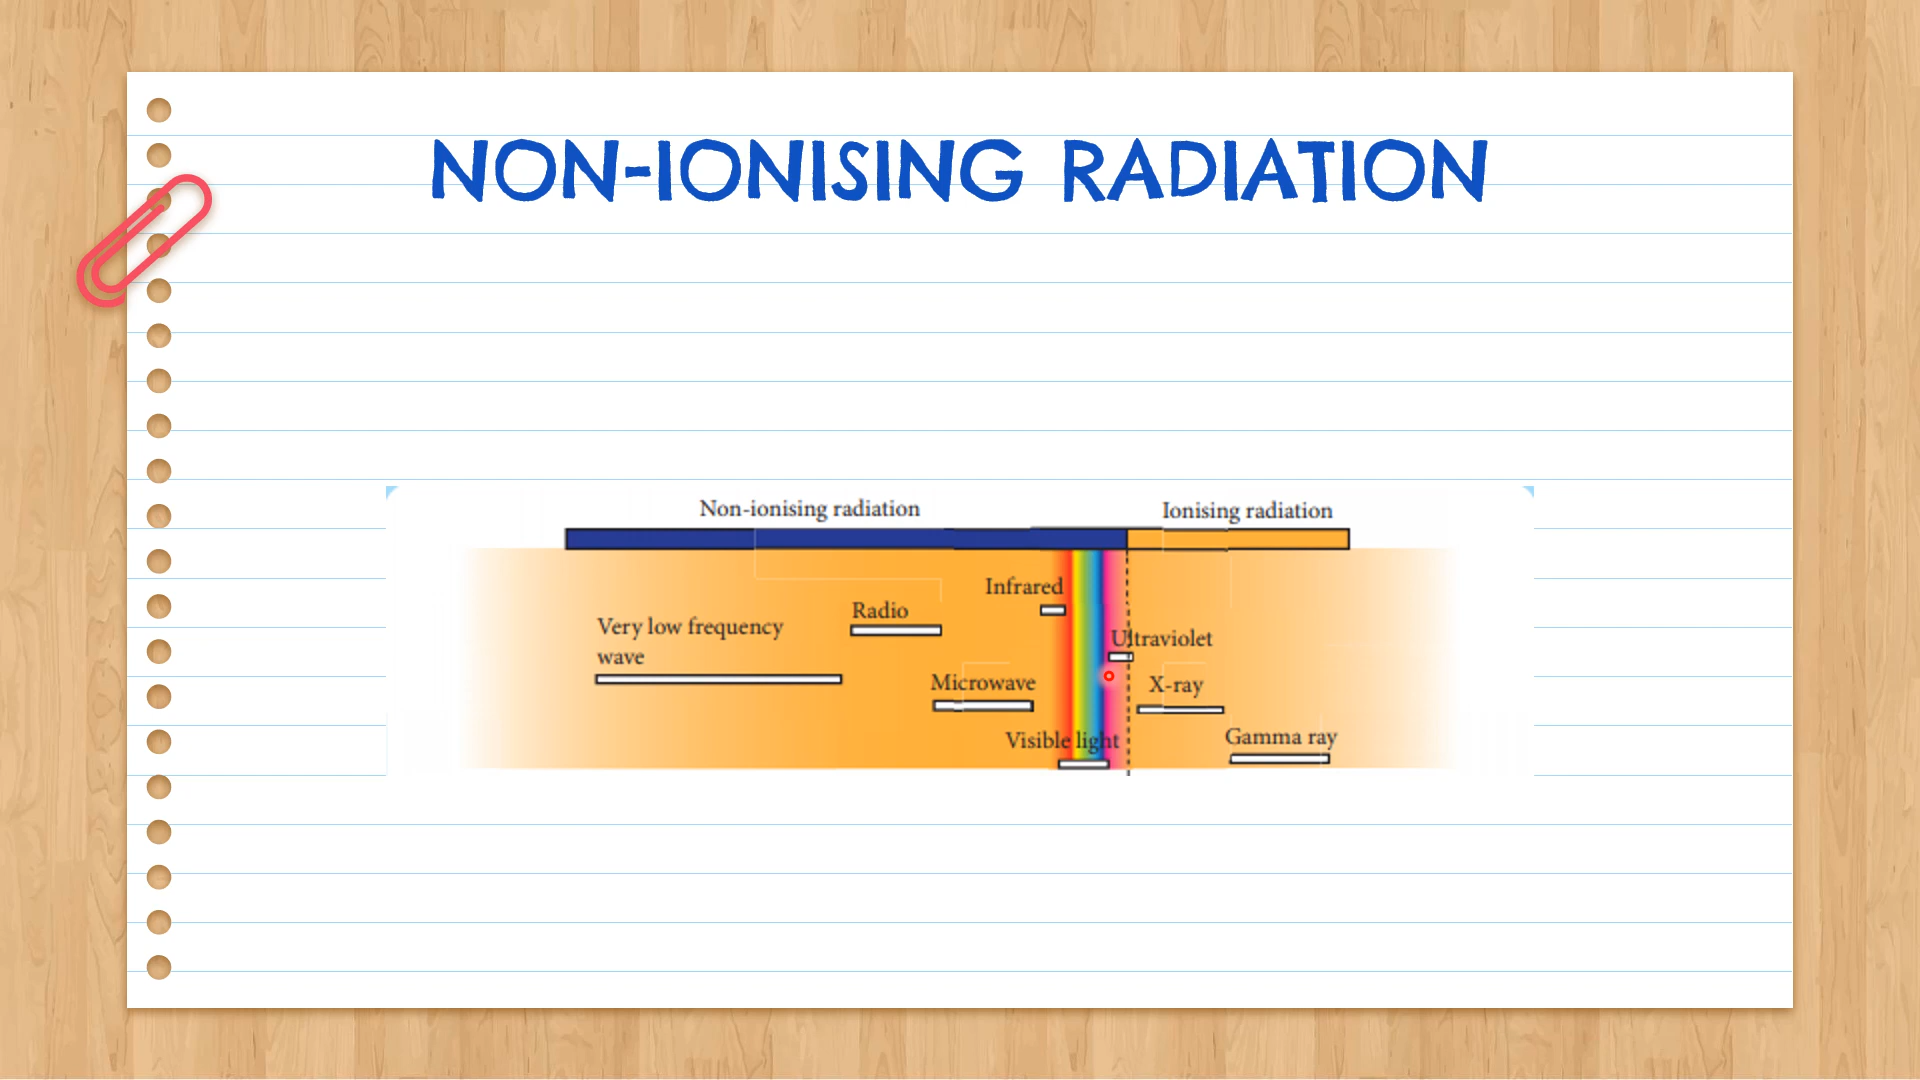 NON-IONISING RADIATION
Non-ionising radiation
Ionising radiation
Infrared
Radio
Very low frequency
wave
Ultraviolet
Microwave
X-ray
Visible light
Gamma ray